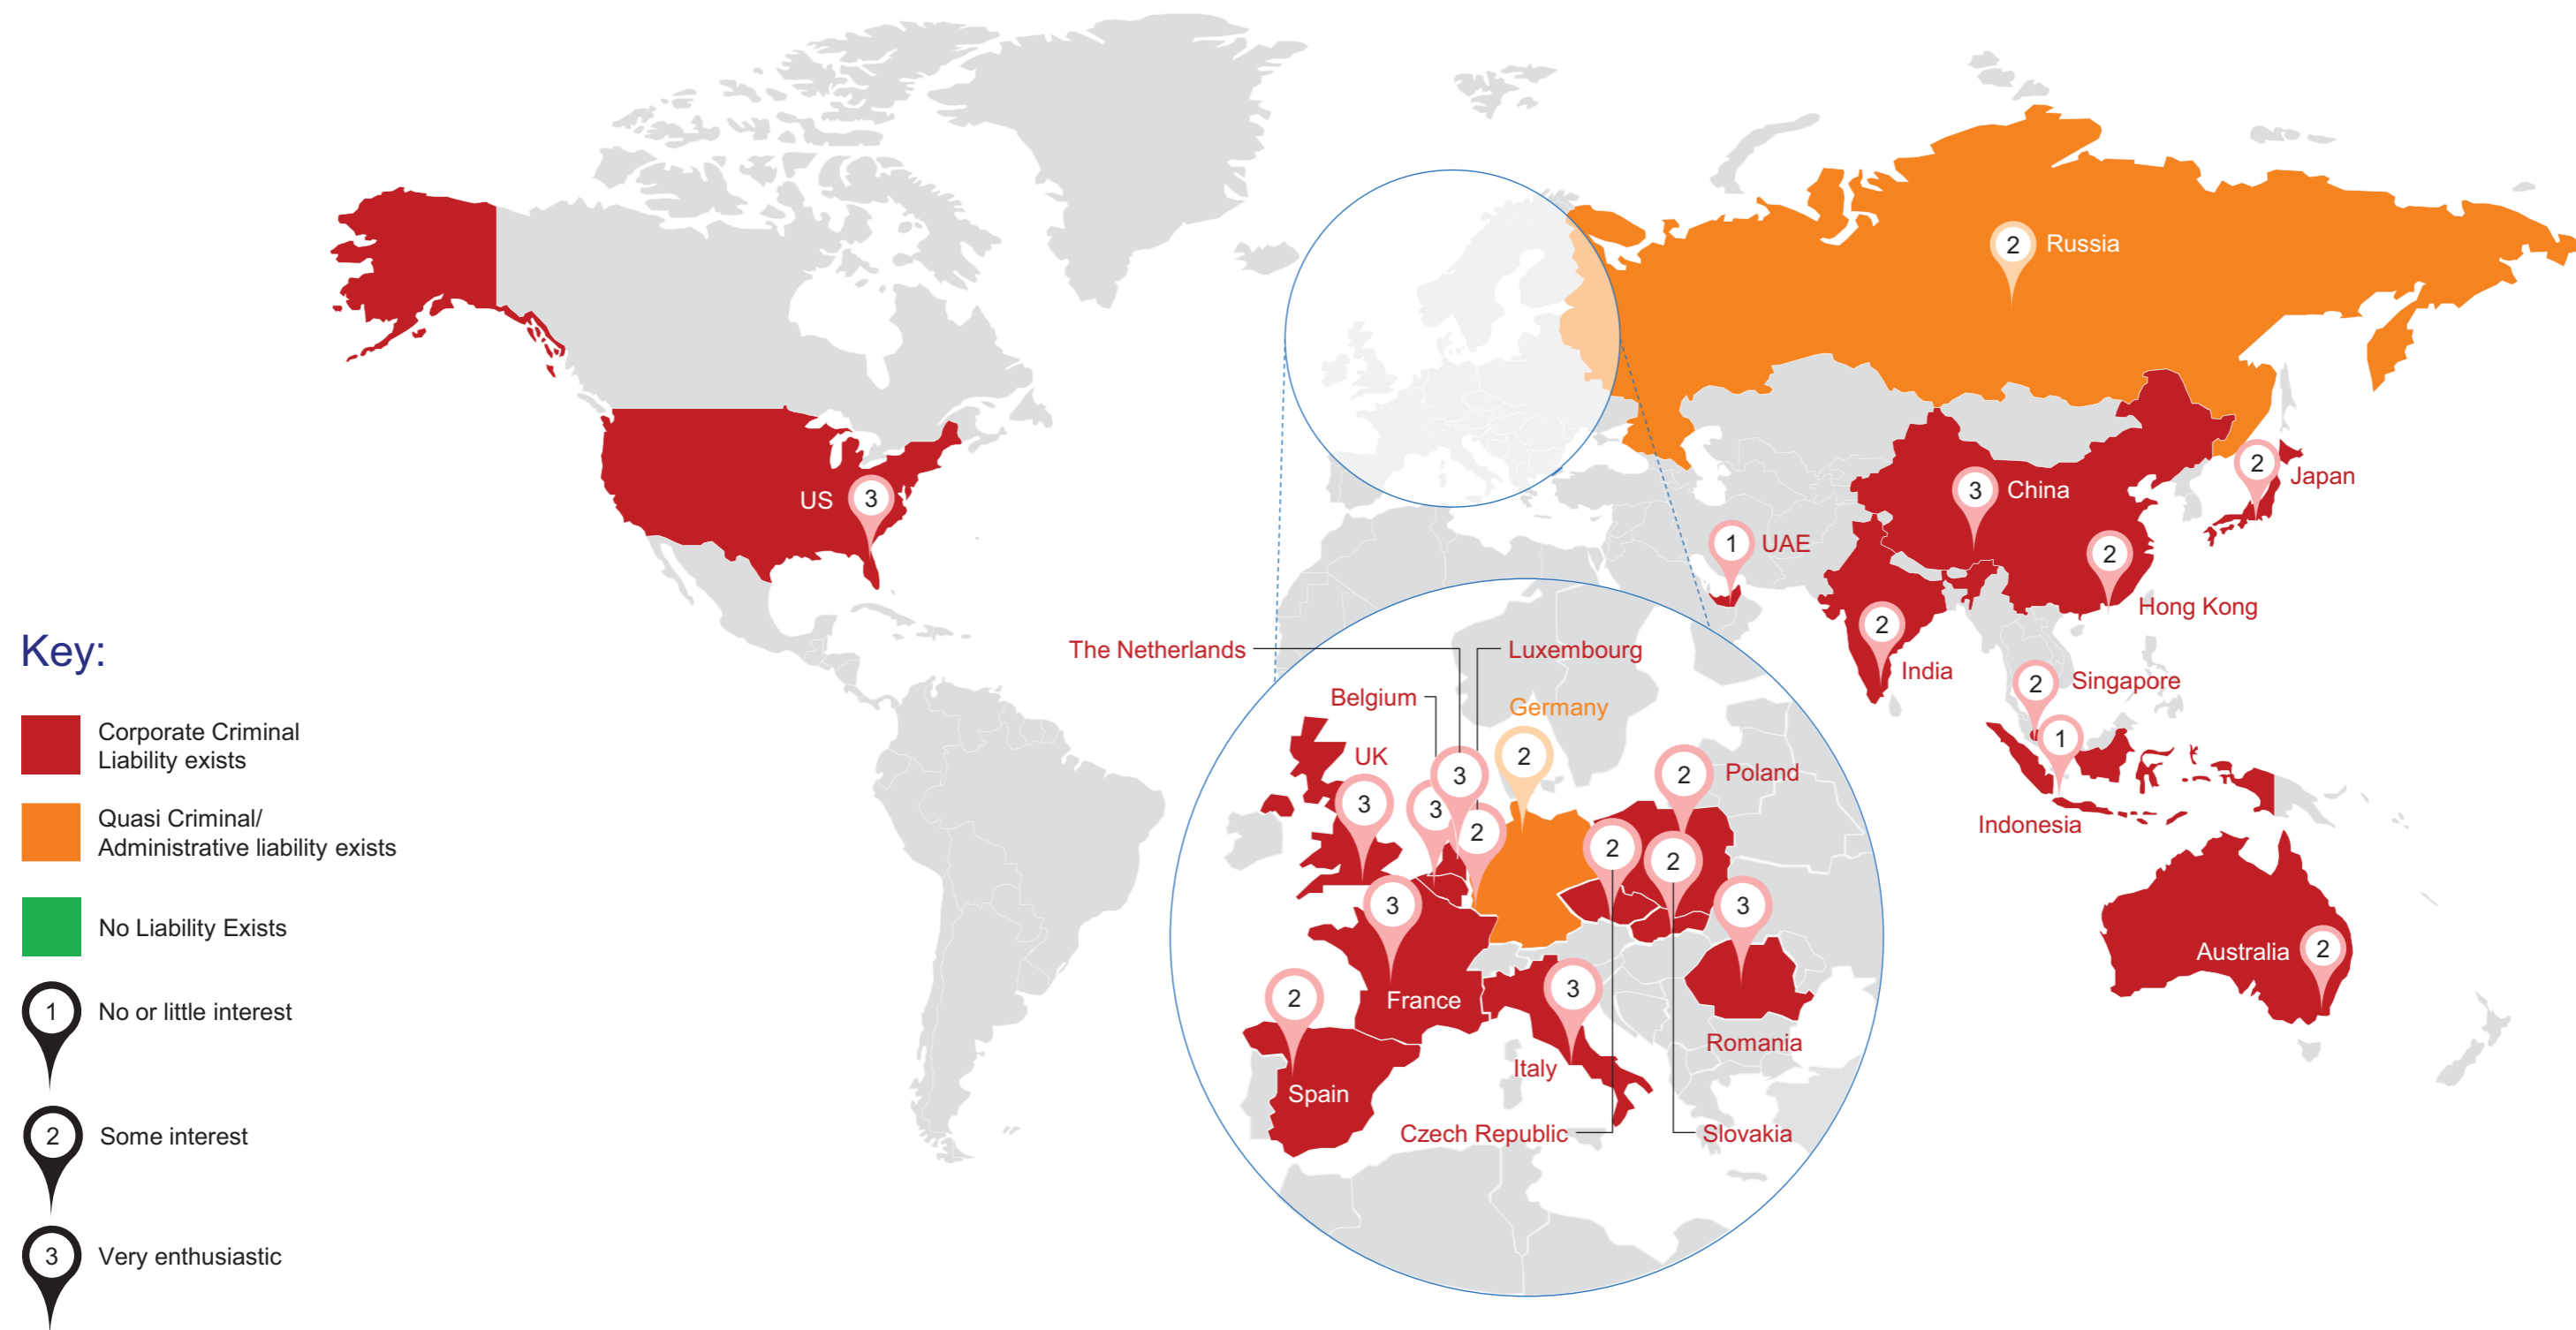 2
Russia
2
Japan
US
3
3
China
1
UAE
2
Hong Kong
2
India
2
Singapore
1
Indonesia
Australia
2
The Netherlands
Luxembourg
Belgium
Germany
UK
2
3
2
Poland
3
3
2
2
2
3
3
France
2
3
Romania
Italy
Spain
Czech Republic
Slovakia
Key:
Corporate Criminal
Liability exists
Quasi Criminal/
Administrative liability exists
No Liability Exists
1
No or little interest
2
Some interest
3
Very enthusiastic